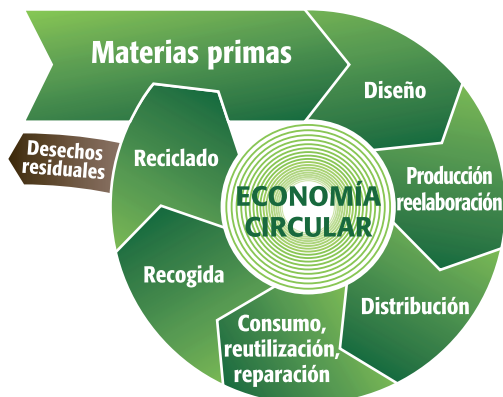 Materias primas
Diseño
Producción
reelaboración
Distribución
Consumo,
reutilización,
reparación
Recogida
Reciclado
Desechos
residuales
ECONOMÍA
CIRCULAR